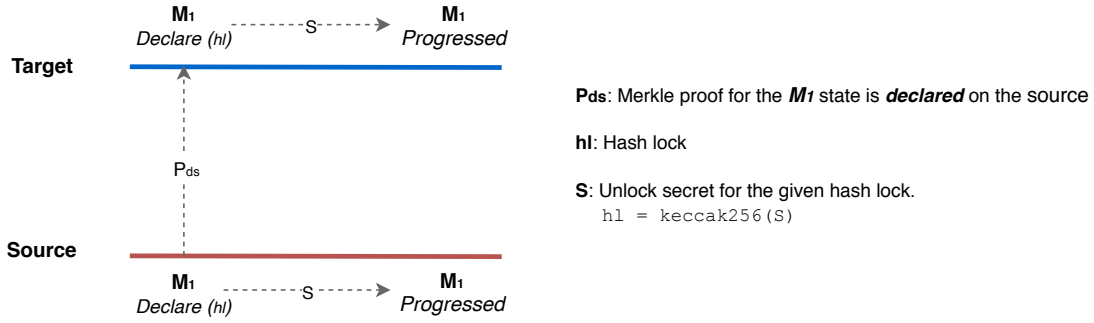 M1 S M1
Declare (hl) Progressed
Target
Pds: Merkle proof for the M1 state is declared on the source
hl: Hash lock
Pds
S: Unlock secret for the given hash lock.
hl = keccak256(S)
Source
M1 S M1
Declare (hl) Progressed